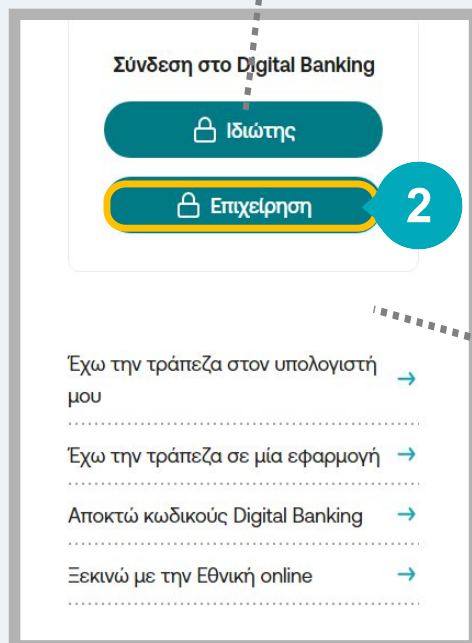 Σύνδεση στο Digital Banking
Ιδιώτης
Επιχείρηση
2
Έχω την τράπεζα στον υπολογιστή
μου
Έχω την τράπεζα σε μία εφαρμογή
Αποκτώ κωδικούς Digital Banking
Ξεκινώ με την Εθνική online